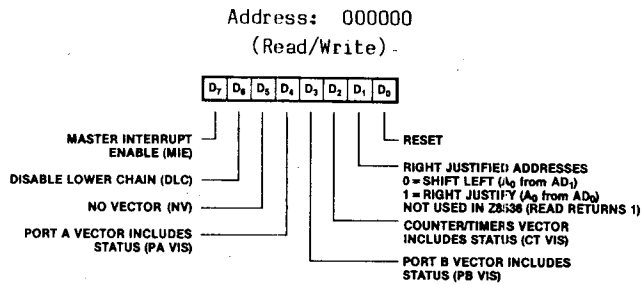 Address: 000000
(Read/Write)
D7 D6 D5 D4 D3 D2 D1 D0
MASTER INTERRUPT
ENABLE (MIE)
DISABLE LOWER CHAIN (DLC)
NO VECTOR (NV)
PORT A VECTOR INCLUDES
STATUS (PA VIS)
RESET
RIGHT JUSTIFIED ADDRESSES
0 = SHIFT LEFT (A0 from AD1)
1 = RIGHT JUSTIFY (A0 from AD0)
NOT USED IN Z8536 (READ RETURNS 1)
COUNTER/TIMERS VECTOR
INCLUDES STATUS (CT VIS)
PORT B VECTOR INCLUDES
STATUS (PB VIS)